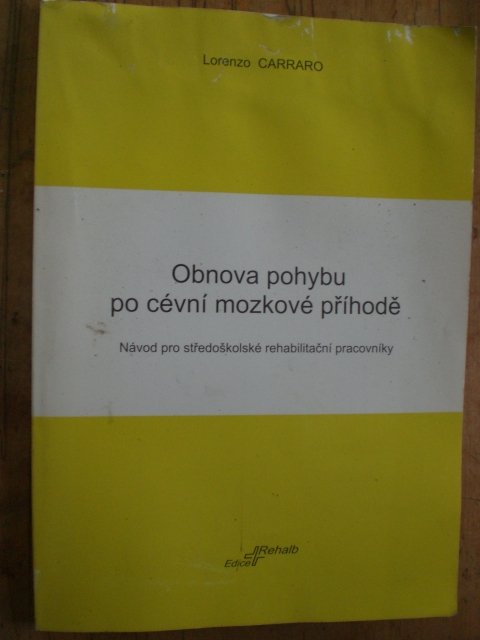 Lorenzo CARRARO
Obnova pohybu
po cévní mozkové příhodě
Návod pro středoškolské rehabilitační pracovníky
Edice Rehalb